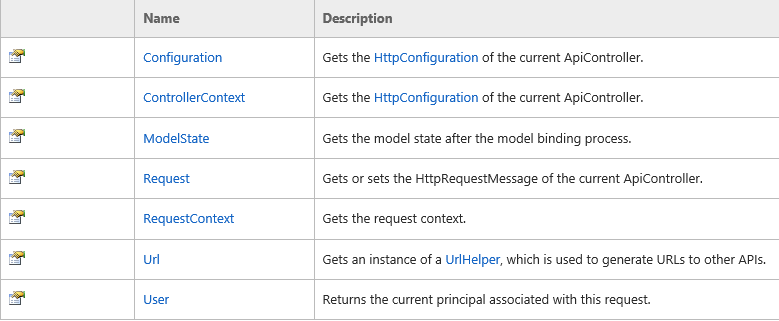 Name Description
Configuration Gets the HttpConfiguration of the current ApiController.
ControllerContext Gets the HttpConfiguration of the current ApiController.
ModelState Gets the model state after the model binding process.
Request Gets or sets the HttpRequestMessage of the current ApiController.
RequestContext Gets the request context.
Url Gets an instance of a UrlHelper, which is used to generate URLs to other APIs.
User Returns the current principal associated with this request.